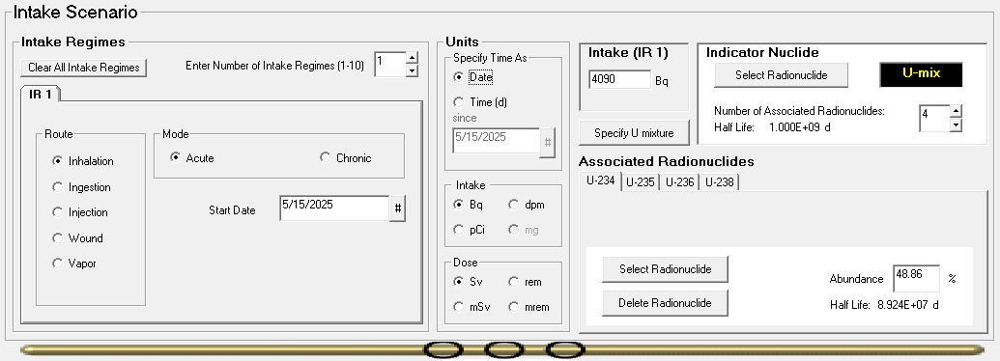 Intake Scenario
Intake Regimes
Clear All Intake Regimes
Enter Number of Intake Regimes (1-10)
1
IR 1
Route
Inhalation
Ingestion
Injection
Wound
Vapor
Mode
Acute
Chronic
Start Date
5/15/2025
#
Units
Specify Time As
Date
Time (d)
since
5/15/2025
#
Intake
Bq
dpm
pCi
mg
Dose
Sv
rem
mSv
mrem
Intake (IR 1)
4090
Bq
Specify U mixture
Indicator Nuclide
Select Radionuclide
U-mix
Number of Associated Radionuclides:
4
Half Life: 1.000E+09 d
Associated Radionuclides
U-234
U-235
U-236
U-238
Select Radionuclide
Delete Radionuclide
Abundance
48.86
%
Half Life: 8.924E+07 d